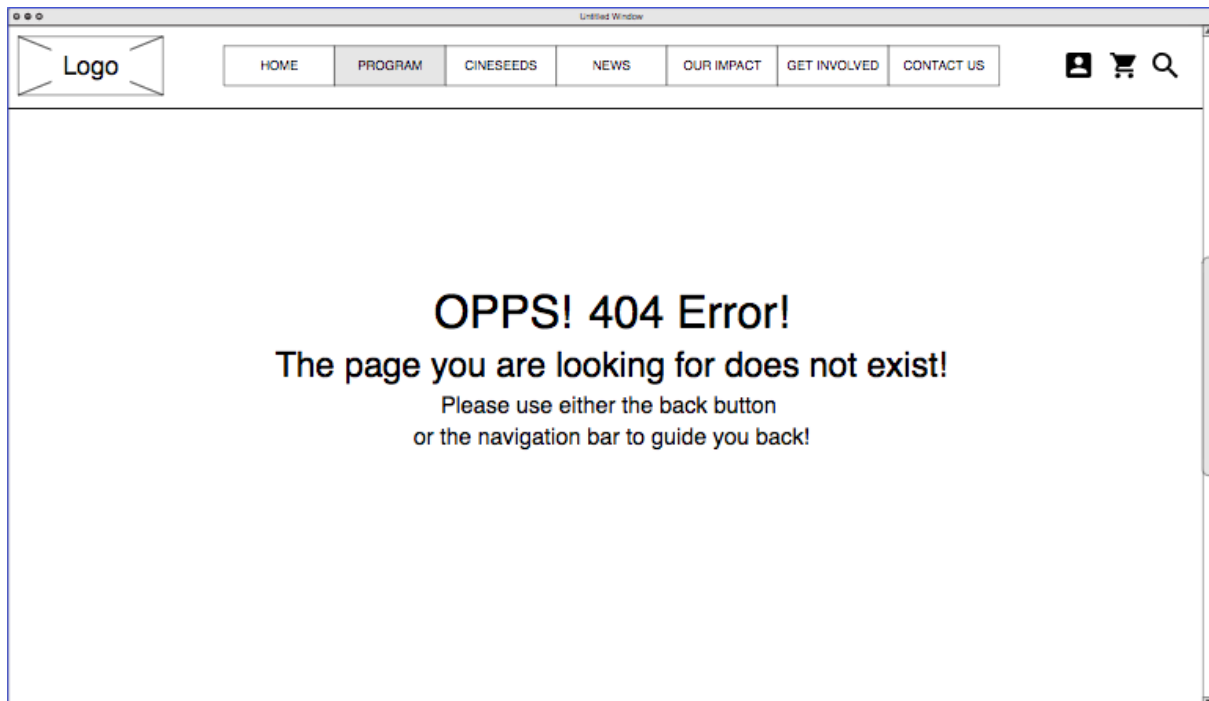 Untitled Window
Logo
HOME PROGRAM CINESEEDS NEWS OUR IMPACT GET INVOLVED CONTACT US
OPPS! 404 Error!
The page you are looking for does not exist!
Please use either the back button
or the navigation bar to guide you back!